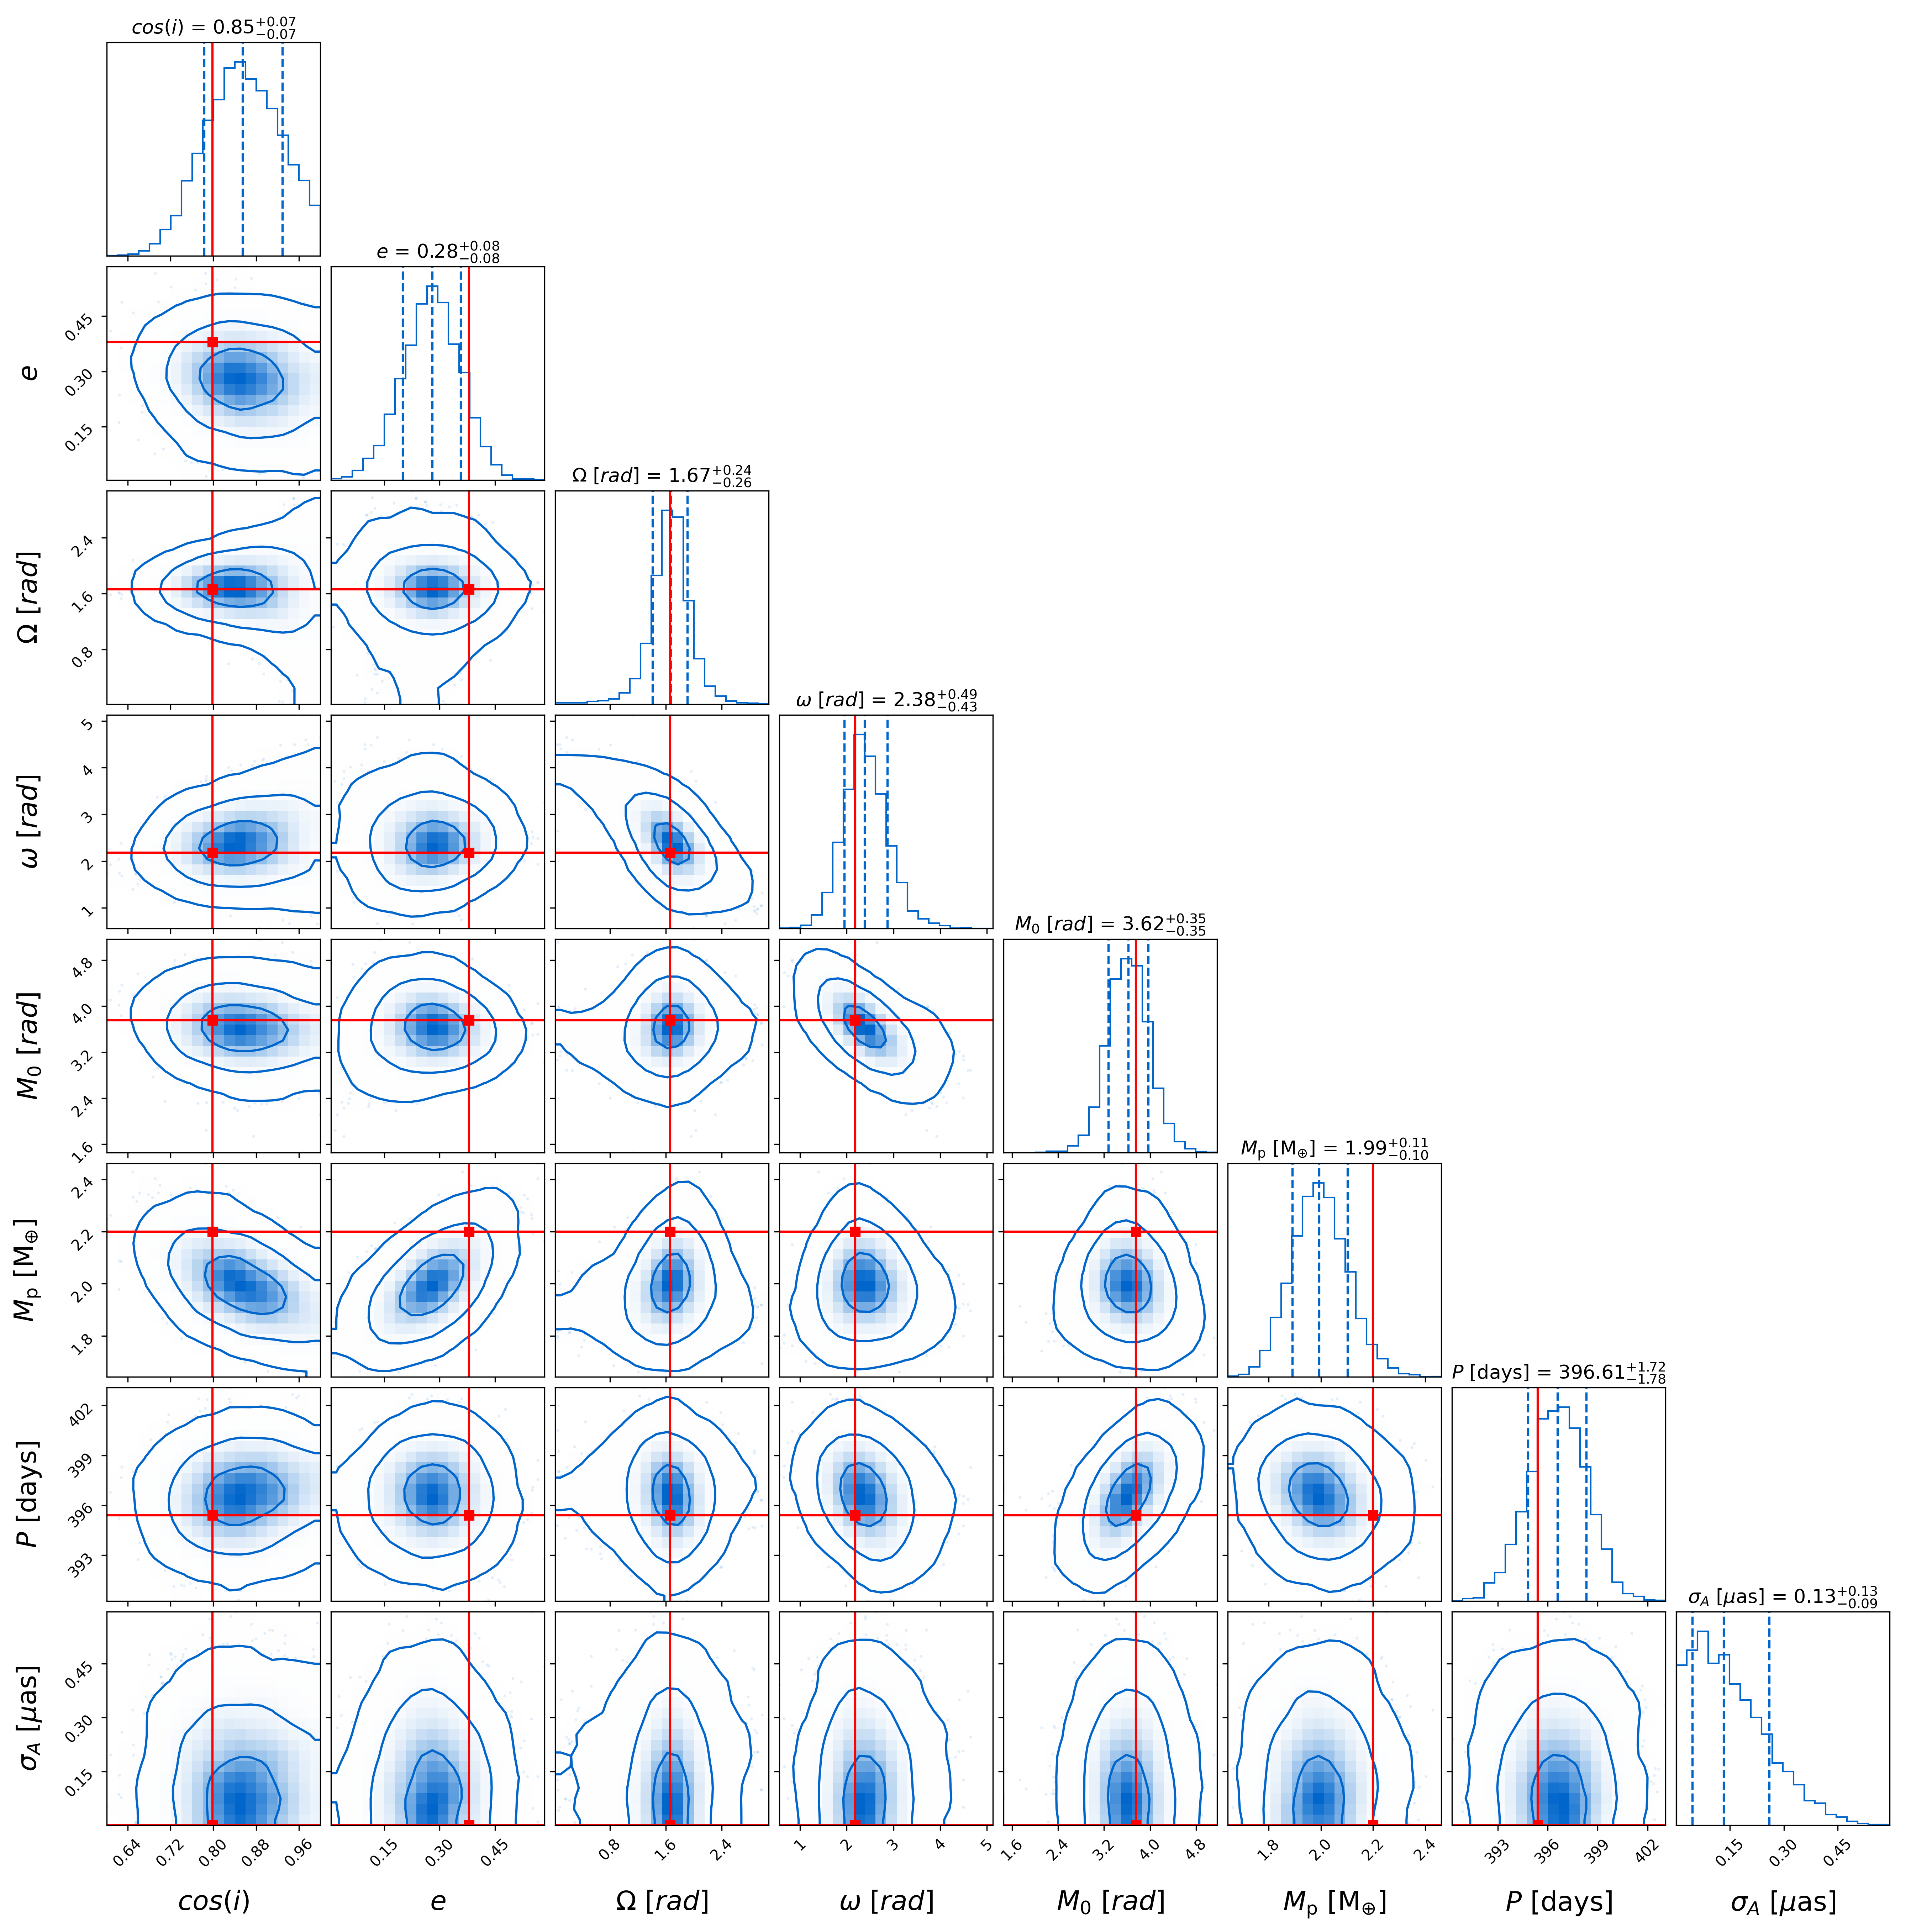 cos(i) = 0.85+0.07 −0.07
e = 0.28+0.08 −0.08
0.45
0.30
0.15
e
Ω [rad] = 1.67+0.24 −0.26
2.4
1.6
0.8
Ω [rad]
ω [rad] = 2.38+0.49 −0.43
5
4
3
2
1
ω [rad]
M0 [rad] = 3.62+0.35 −0.35
4.8
4.0
3.2
2.4
1.6
M0 [rad]
Mp [M⊕] = 1.99+0.11 −0.10
2.4
2.2
2.0
1.8
Mp [M⊕]
P [days] = 396.61+1.72 −1.78
402
399
396
393
P [days]
σA [μas] = 0.13+0.13 −0.09
0.45
0.30
0.15
σA [μas]
0.64 0.72 0.80 0.88 0.96 0.15 0.30 0.45 0.8 1.6 2.4 1 2 3 4 5 1.6 2.4 3.2 4.0 4.8 1.8 2.0 2.2 2.4 393 396 399 402 0.15 0.30 0.45
cos(i) e Ω [rad] ω [rad] M0 [rad] Mp [M⊕] P [days] σA [μas]